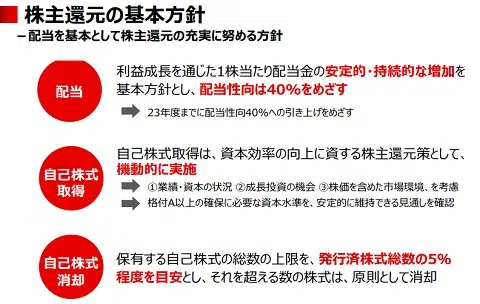 株主還元の基本方針
－配当を基本として株主還元の充実に努める方針
配当
利益成長を通じた1株当たり配当金の安定的・持続的な増加を
基本方針とし、配当性向は40%をめざす
23年度までに配当性向40%への引き上げをめざす
自己株式
取得
自己株式取得は、資本効率の向上に資する株主還元策として、
機動的に実施
①業績・資本の状況 ②成長投資の機会 ③株価を含めた市場環境、を考慮
格付A以上の確保に必要な資本水準を、安定的に維持できる見通しを確認
自己株式
消却
保有する自己株式の総数の上限を、発行済株式総数の5%
程度を目安とし、それを超える数の株式は、原則として消却